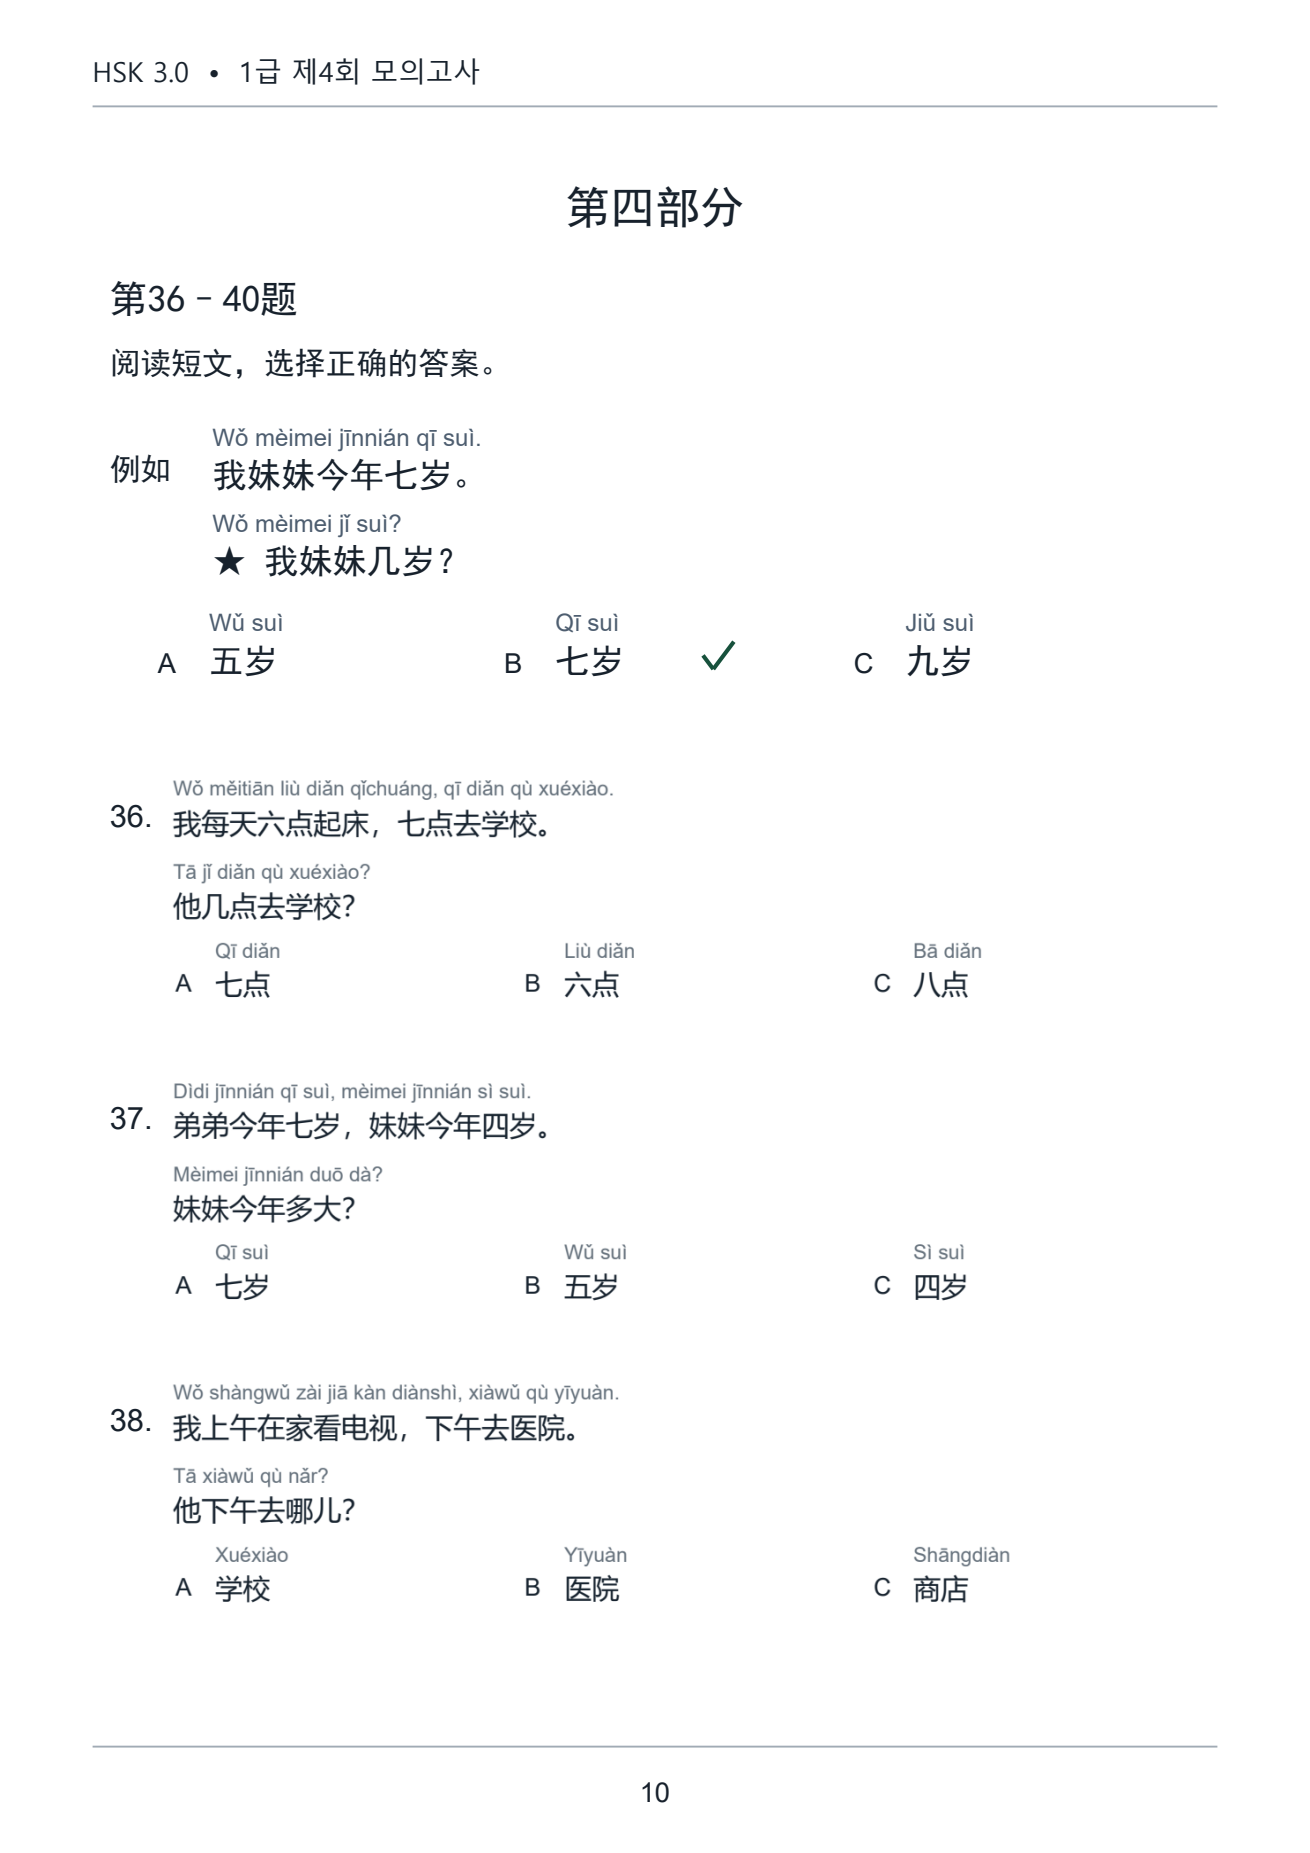 HSK 3.0 • 1급 제4회 모의고사
第四部分
第36－40题
阅读短文，选择正确的答案。
Wǒ mèimei jīnnián qī suì.
例如 我妹妹今年七岁。
Wǒ mèimei jǐ suì?
★ 我妹妹几岁？
Wǔ suì Qī suì Jiǔ suì
A 五岁 B 七岁 ✓ C 九岁
Wǒ měitiān liù diǎn qǐchuáng, qī diǎn qù xuéxiào.
36. 我每天六点起床，七点去学校。
Tā jǐ diǎn qù xuéxiào?
他几点去学校？
Qī diǎn Liù diǎn Bā diǎn
A 七点 B 六点 C 八点
Dìdi jīnnián qī suì, mèimei jīnnián sì suì.
37. 弟弟今年七岁，妹妹今年四岁。
Mèimei jīnnián duō dà?
妹妹今年多大？
Qī suì Wǔ suì Sì suì
A 七岁 B 五岁 C 四岁
Wǒ shàngwǔ zài jiā kàn diànshì, xiàwǔ qù yīyuàn.
38. 我上午在家看电视，下午去医院。
Tā xiàwǔ qù nǎr?
他下午去哪儿？
Xuéxiào Yīyuàn Shāngdiàn
A 学校 B 医院 C 商店
10